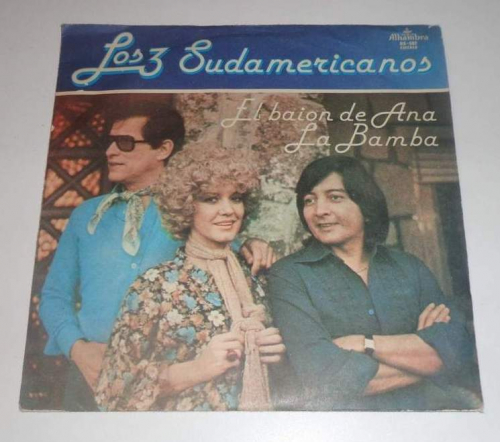 Los 3 Sudamericanos
Alhambra
El baion de Ana
La Bamba